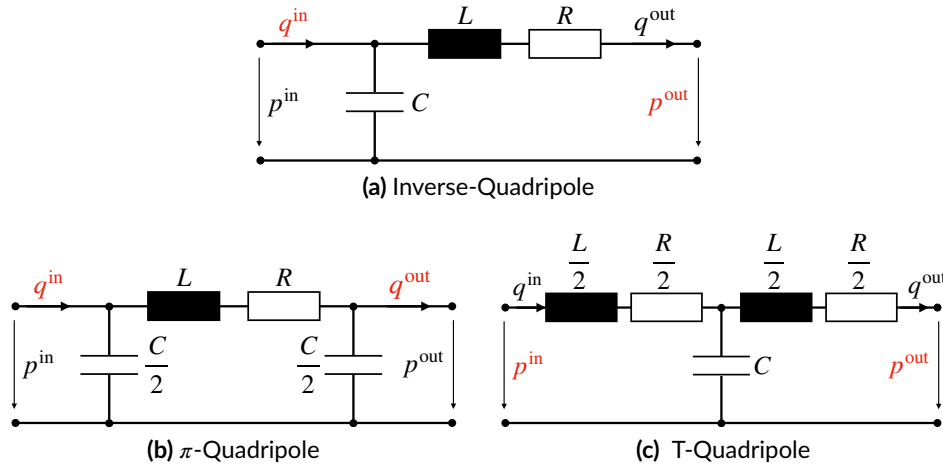 q^in L R q^out
p^in C p^out
(a) Inverse-Quadripole
q^in L R q^out
p^in C/2 C/2 p^out
(b) π-Quadripole
q^in L/2 R/2 L/2 R/2 q^out
p^in C p^out
(c) T-Quadripole